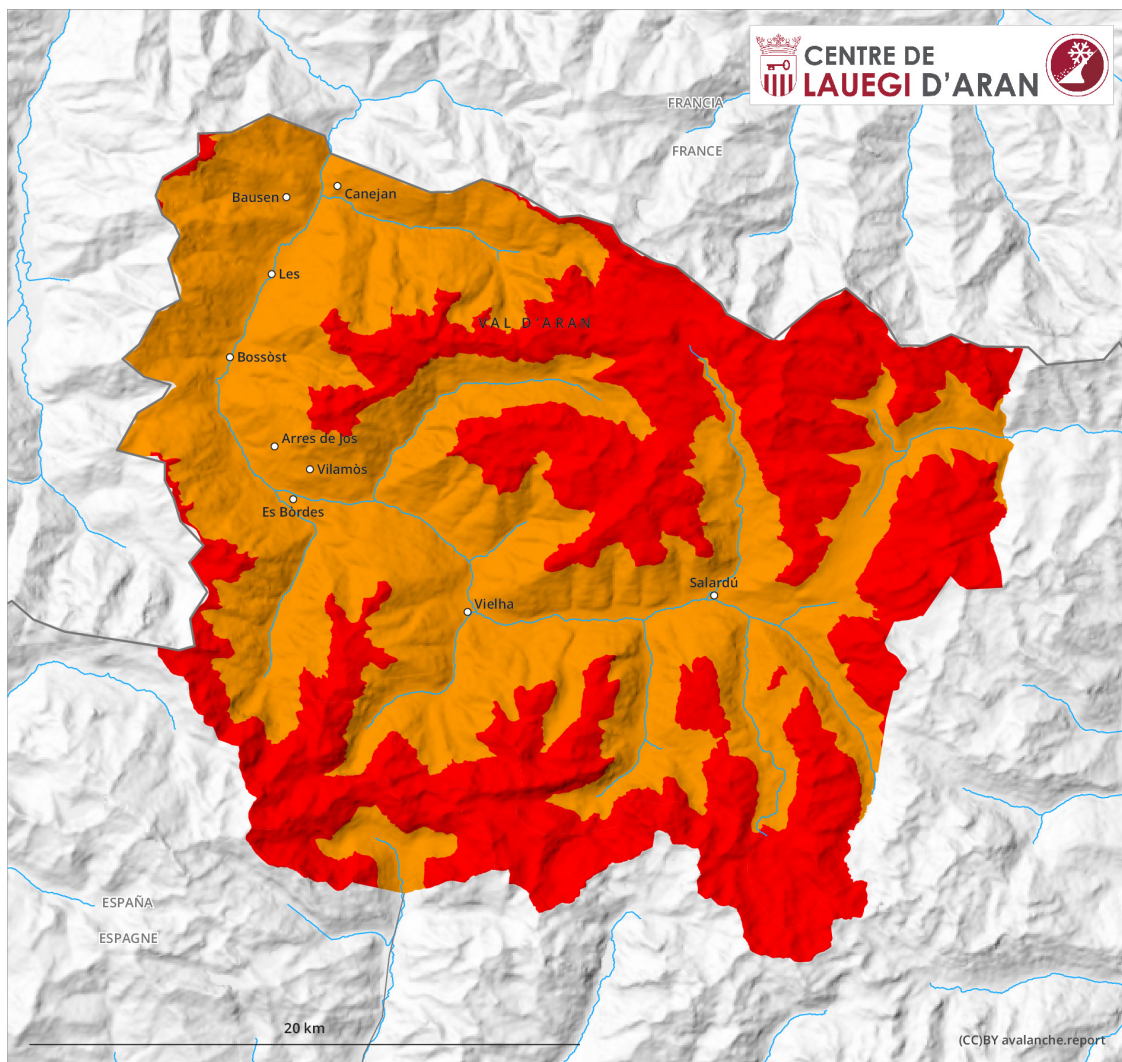 CENTRE DE
LAUEGI D'ARAN
FRANCIA
FRANCE
Bausen
Canejan
Les
VAL D'ARAN
Bossòst
Arres de Jos
Vilamòs
Es Bòrdes
Salardú
Vielha
ESPAÑA
ESPAGNE
20 km
(CC)BY avalanche.report